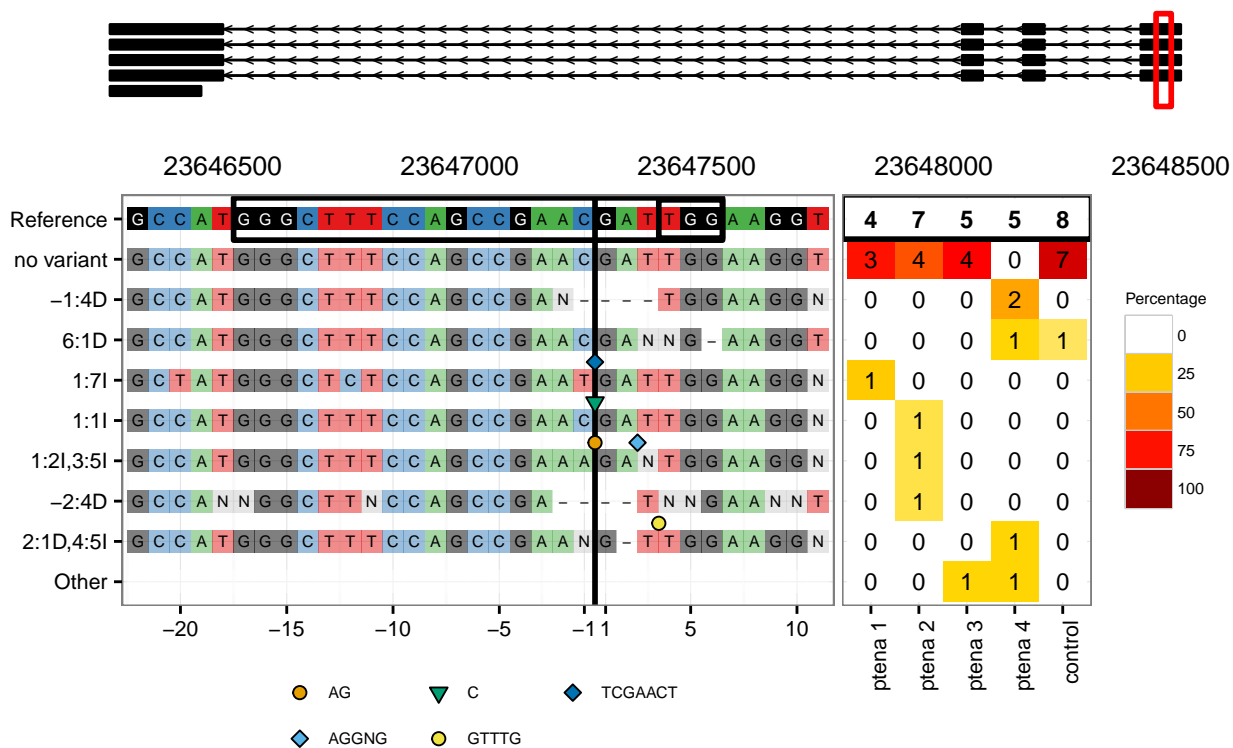 23646500 23647000 23647500 23648000 23648500
Reference G C C A T G G G C T T T C C A G C C G A A C G A T T G G A A G G T 4 7 5 5 8
no variant G C C A T G G G C T T T C C A G C C G A A C G A T T G G A A G G T 3 4 4 0 7
−1:4D G C C A T G G G C T T T C C A G C C G A N - - - - T G G A A G G N 0 0 0 2 0
6:1D G C C A T G G G C T T T C C A G C C G A A C G A N N G - A A G G T 0 0 0 1 1
1:7I G C T A T G G G C T C T C C A G C C G A A T G A T T G G A A G G N 1 0 0 0 0
1:1I G C C A T G G G C T T T C C A G C C G A A C G A T T G G A A G G N 0 1 0 0 0
1:2I,3:5I G C C A T G G G C T T T C C A G C C G A A A G A N T G G A A G G N 0 1 0 0 0
−2:4D G C C A N N G G C T T N C C A G C C G A - - - - T N N G A A N N T 0 1 0 0 0
2:1D,4:5I G C C A T G G G C T T T C C A G C C G A A N G - T T G G A A G G N 0 0 0 1 0
Other 0 0 1 1 0
−20 −15 −10 −5 −1 1 5 10
ptena 1
ptena 2
ptena 3
ptena 4
control
Percentage
0
25
50
75
100
AG C TCGAACT
AGGNG GTTTG